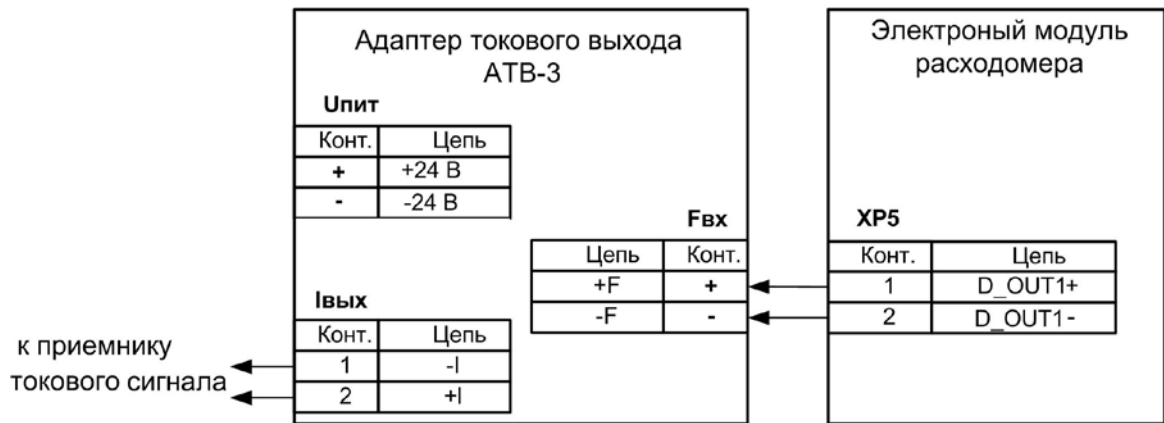 Адаптер токового выхода
АТВ-3
Uпит
Конт. Цепь
+ +24 В
- -24 В
Fвх
Цепь Конт.
+F +
-F -
Iвых
Конт. Цепь
1 -I
2 +I
к приемнику
токового сигнала
Электроный модуль
расходомера
XP5
Конт. Цепь
1 D_OUT1+
2 D_OUT1-